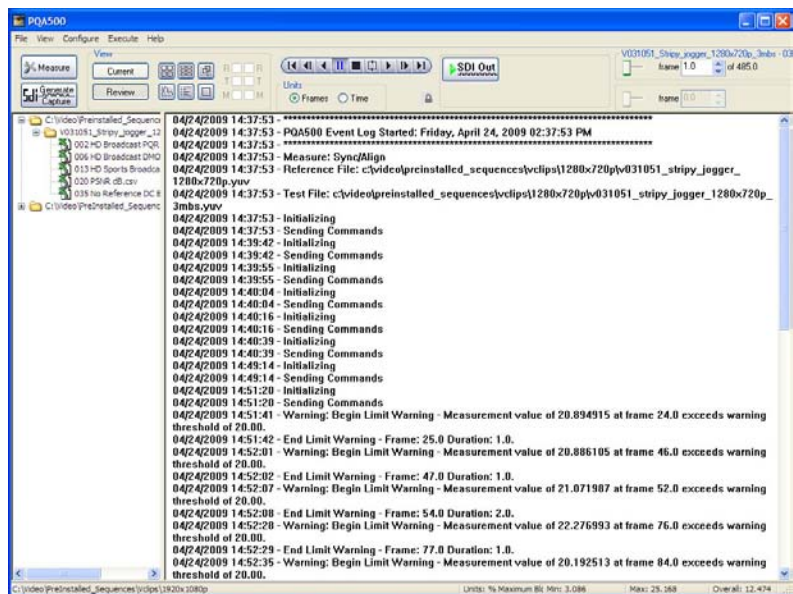 PQA500
File View Configure Execute Help
Measure
View
Current
Review
Generate
Capture
SDI Out
Units
Frames
Time
V031051_Stripy_jogger_1280x720p_3mbs - 03
frame 1.0 of 485.0
frame 0.0
C:\Video\Preinstalled_Sequenc
V031051_Stripy_jogger_12
002 HD Broadcast PQR
006 HD Broadcast DMO
013 HD Sports Broadca
020 PSNR dB.csv
035 No Reference DC B
C:\Video\PreInstalled_Sequenc
04/24/2009 14:37:53 - **************************************************************************
04/24/2009 14:37:53 - PQA500 Event Log Started: Friday, April 24, 2009 02:37:53 PM
04/24/2009 14:37:53 - **************************************************************************
04/24/2009 14:37:53 - Measure: Sync/Align
04/24/2009 14:37:53 - Reference File: c:\video\preinstalled_sequences\vclips\1280x720p\v031051_stripy_jogger_
1280x720p.yuv
04/24/2009 14:37:53 - Test File: c:\video\preinstalled_sequences\vclips\1280x720p\v031051_stripy_jogger_1280x720p_
3mbs.yuv
04/24/2009 14:37:53 - Initializing
04/24/2009 14:37:53 - Sending Commands
04/24/2009 14:39:42 - Initializing
04/24/2009 14:39:42 - Sending Commands
04/24/2009 14:39:55 - Initializing
04/24/2009 14:39:55 - Sending Commands
04/24/2009 14:40:04 - Initializing
04/24/2009 14:40:04 - Sending Commands
04/24/2009 14:40:16 - Initializing
04/24/2009 14:40:16 - Sending Commands
04/24/2009 14:40:39 - Initializing
04/24/2009 14:40:39 - Sending Commands
04/24/2009 14:49:14 - Initializing
04/24/2009 14:49:14 - Sending Commands
04/24/2009 14:51:20 - Initializing
04/24/2009 14:51:20 - Sending Commands
04/24/2009 14:51:41 - Warning: Begin Limit Warning - Measurement value of 20.894915 at frame 24.0 exceeds warning
threshold of 20.00.
04/24/2009 14:51:42 - End Limit Warning - Frame: 25.0 Duration: 1.0.
04/24/2009 14:52:01 - Warning: Begin Limit Warning - Measurement value of 20.886105 at frame 46.0 exceeds warning
threshold of 20.00.
04/24/2009 14:52:02 - End Limit Warning - Frame: 47.0 Duration: 1.0.
04/24/2009 14:52:07 - Warning: Begin Limit Warning - Measurement value of 21.071987 at frame 52.0 exceeds warning
threshold of 20.00.
04/24/2009 14:52:08 - End Limit Warning - Frame: 54.0 Duration: 2.0.
04/24/2009 14:52:28 - Warning: Begin Limit Warning - Measurement value of 22.276993 at frame 76.0 exceeds warning
threshold of 20.00.
04/24/2009 14:52:29 - End Limit Warning - Frame: 77.0 Duration: 1.0.
04/24/2009 14:52:35 - Warning: Begin Limit Warning - Measurement value of 20.192513 at frame 84.0 exceeds warning
threshold of 20.00.
C:\Video\PreInstalled_Sequences\Vclips\1920x1080p
Units: % Maximum Blc Min: 3.086
Max: 25.168
Overall: 12.474